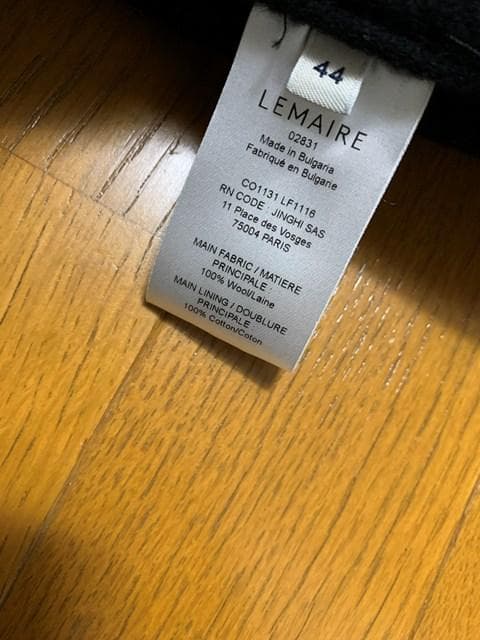 44
LEMAIRE
02831
Made in Bulgaria
Fabriqué en Bulgarie
CO1131 LF1116
RN CODE : JINGHI SAS
11 Place des Vosges
75004 PARIS
MAIN FABRIC / MATIERE
PRINCIPALE :
100% Wool/Laine
MAIN LINING / DOUBLURE
PRINCIPALE :
100% Cotton/Coton